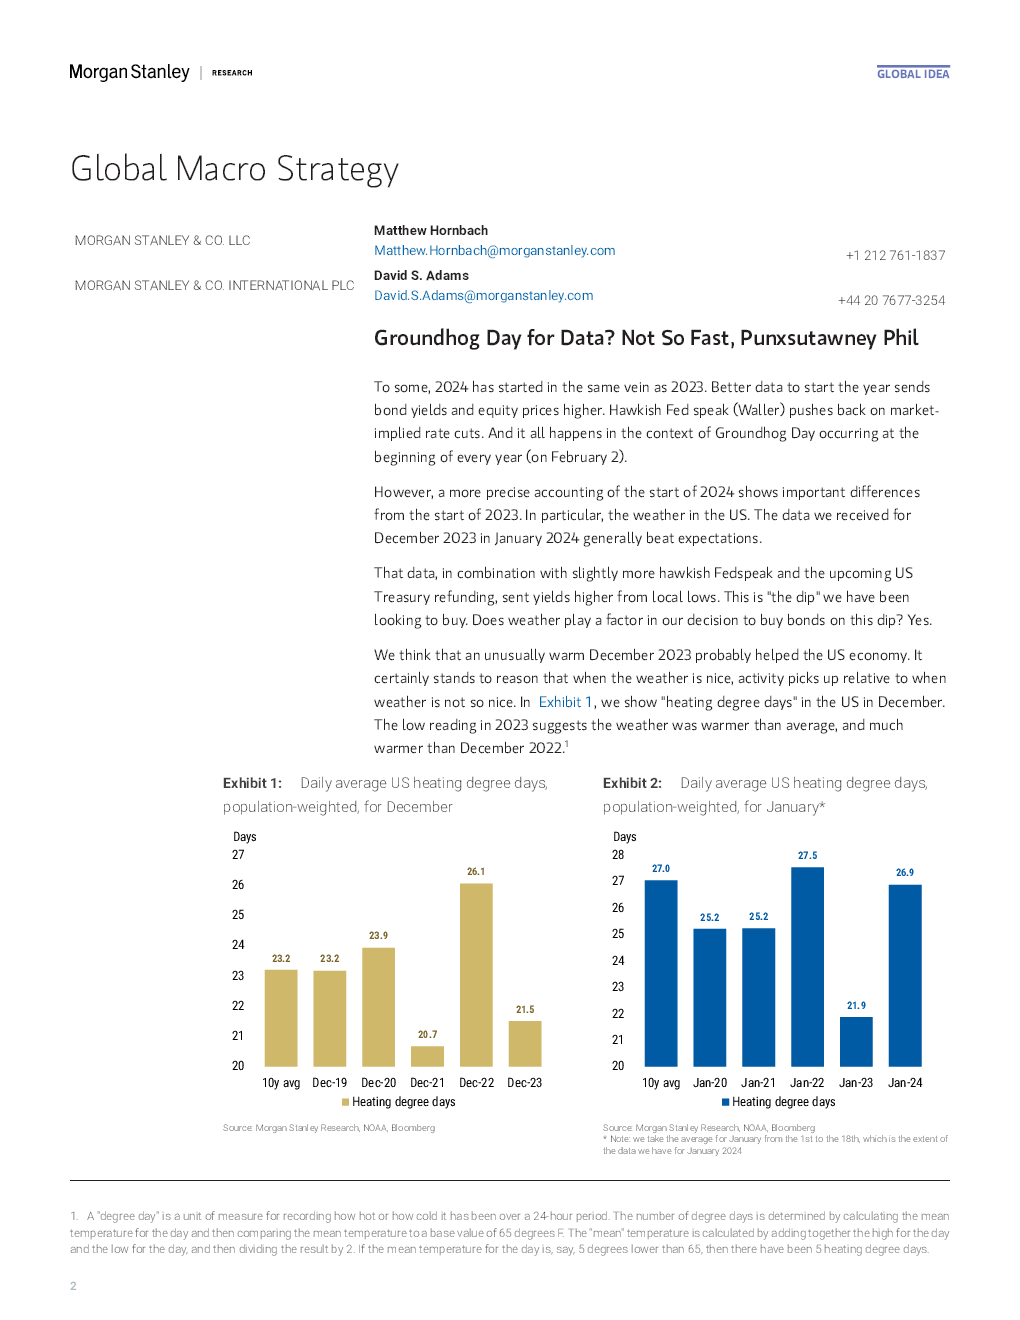 Morgan Stanley | RESEARCH
GLOBAL IDEA
Global Macro Strategy
MORGAN STANLEY & CO. LLC
Matthew Hornbach
Matthew.Hornbach@morganstanley.com
+1 212 761-1837
MORGAN STANLEY & CO. INTERNATIONAL PLC
David S. Adams
David.S.Adams@morganstanley.com
+44 20 7677-3254
Groundhog Day for Data? Not So Fast, Punxsutawney Phil
To some, 2024 has started in the same vein as 2023. Better data to start the year sends
bond yields and equity prices higher. Hawkish Fed speak (Waller) pushes back on market-
implied rate cuts. And it all happens in the context of Groundhog Day occurring at the
beginning of every year (on February 2).
However, a more precise accounting of the start of 2024 shows important differences
from the start of 2023. In particular, the weather in the US. The data we received for
December 2023 in January 2024 generally beat expectations.
That data, in combination with slightly more hawkish Fedspeak and the upcoming US
Treasury refunding, sent yields higher from local lows. This is "the dip" we have been
looking to buy. Does weather play a factor in our decision to buy bonds on this dip? Yes.
We think that an unusually warm December 2023 probably helped the US economy. It
certainly stands to reason that when the weather is nice, activity picks up relative to when
weather is not so nice. In Exhibit 1, we show "heating degree days" in the US in December.
The low reading in 2023 suggests the weather was warmer than average, and much
warmer than December 2022.1
Exhibit 1: Daily average US heating degree days,
population-weighted, for December
Days
27
26
25
24
23
22
21
20
23.2
23.2
23.9
20.7
26.1
21.5
10y avg Dec-19 Dec-20 Dec-21 Dec-22 Dec-23
Heating degree days
Source: Morgan Stanley Research, NOAA, Bloomberg
Exhibit 2: Daily average US heating degree days,
population-weighted, for January*
Days
28
27
26
25
24
23
22
21
20
27.0
25.2
25.2
27.5
21.9
26.9
10y avg Jan-20 Jan-21 Jan-22 Jan-23 Jan-24
Heating degree days
Source: Morgan Stanley Research, NOAA, Bloomberg
* Note: we take the average for January from the 1st to the 18th, which is the extent of
the data we have for January 2024
1. A "degree day" is a unit of measure for recording how hot or how cold it has been over a 24-hour period. The number of degree days is determined by calculating the mean
temperature for the day and then comparing the mean temperature to a base value of 65 degrees F. The "mean" temperature is calculated by adding together the high for the day
and the low for the day, and then dividing the result by 2. If the mean temperature for the day is, say, 5 degrees lower than 65, then there have been 5 heating degree days.
2